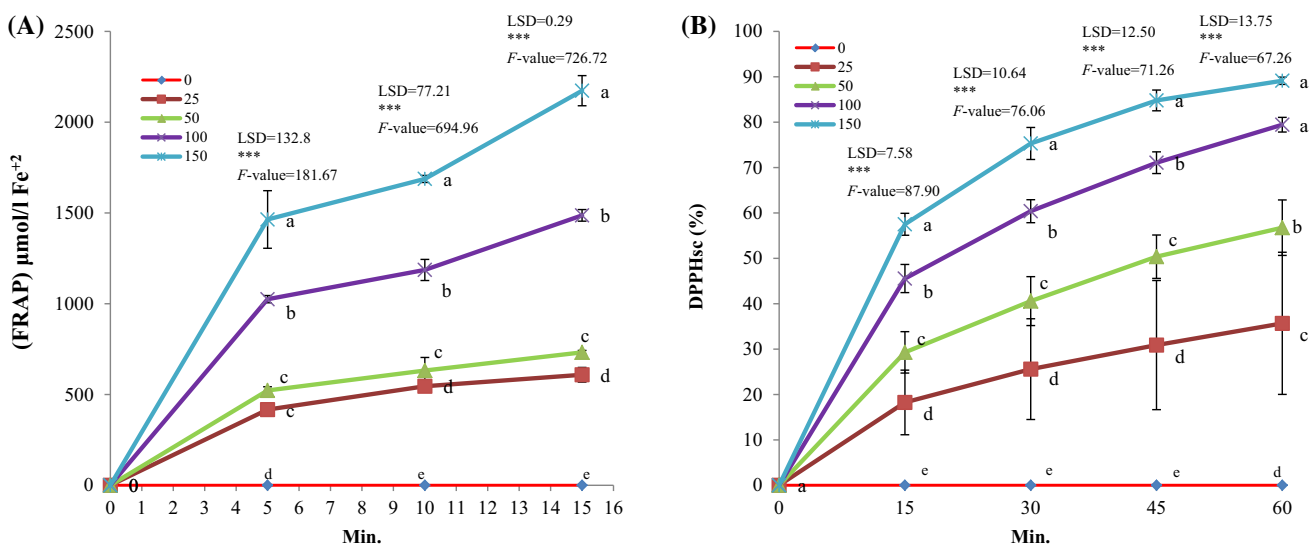 (A)
(FRAP) µmol/l Fe⁺²
2500
2000
1500
1000
500
0
0 1 2 3 4 5 6 7 8 9 10 11 12 13 14 15 16
Min.
0
25
50
100
150
LSD=132.8
***
F-value=181.67
LSD=77.21
***
F-value=694.96
LSD=0.29
***
F-value=726.72
a
a
a
b
b
b
c
c
c
c
d
d
d
e
e
0
(B)
DPPHsc (%)
100
90
80
70
60
50
40
30
20
10
0
0 15 30 45 60
Min.
0
25
50
100
150
LSD=7.58
***
F-value=87.90
LSD=10.64
***
F-value=76.06
LSD=12.50
***
F-value=71.26
LSD=13.75
***
F-value=67.26
a
a
a
a
b
b
b
a
c
c
c
b
d
d
d
c
e
e
e
d
a